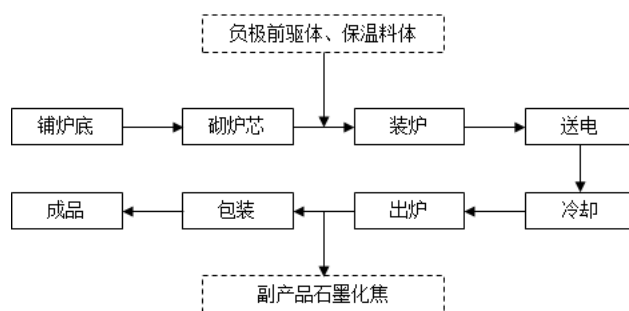 负极前驱体、保温料体
铺炉底
砌炉芯
装炉
送电
成品
包装
出炉
冷却
副产品石墨化焦